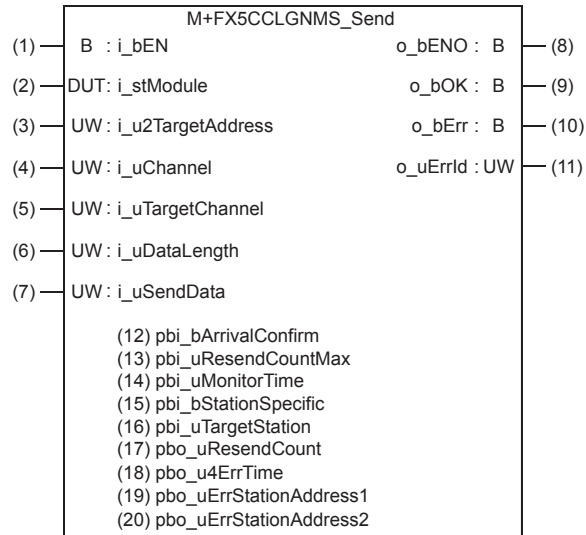 M+FX5CCLGNMS_Send
(1) B : i_bEN o_bENO : B (8)
(2) DUT: i_stModule o_bOK : B (9)
(3) UW : i_u2TargetAddress o_bErr : B (10)
(4) UW : i_uChannel o_uErrId : UW (11)
(5) UW : i_uTargetChannel
(6) UW : i_uDataLength
(7) UW : i_uSendData
(12) pbi_bArrivalConfirm
(13) pbi_uResendCountMax
(14) pbi_uMonitorTime
(15) pbi_bStationSpecific
(16) pbi_uTargetStation
(17) pbo_uResendCount
(18) pbo_u4ErrTime
(19) pbo_uErrStationAddress1
(20) pbo_uErrStationAddress2